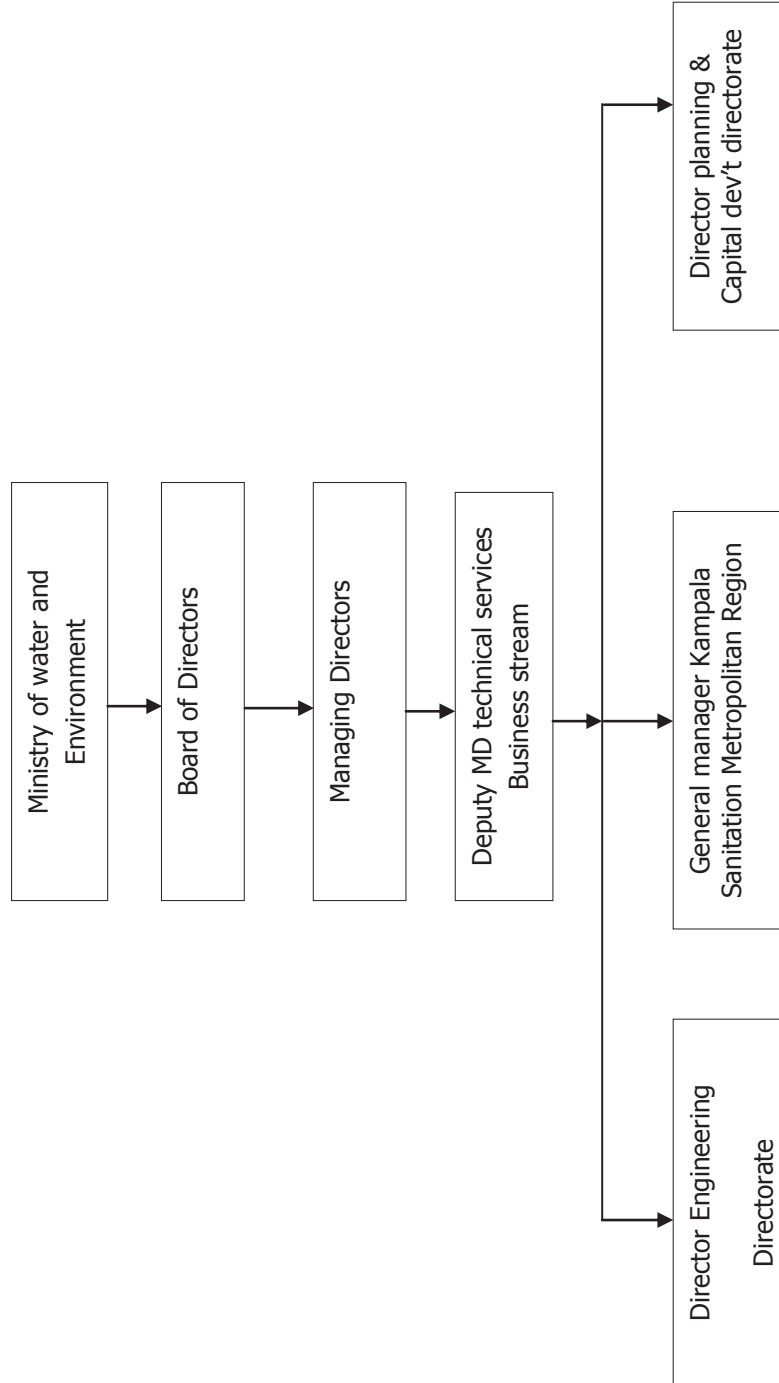 Ministry of water and
Environment
Board of Directors
Managing Directors
Deputy MD technical services
Business stream
Director Engineering
Directorate
General manager Kampala
Sanitation Metropolitan Region
Director planning &
Capital dev't directorate